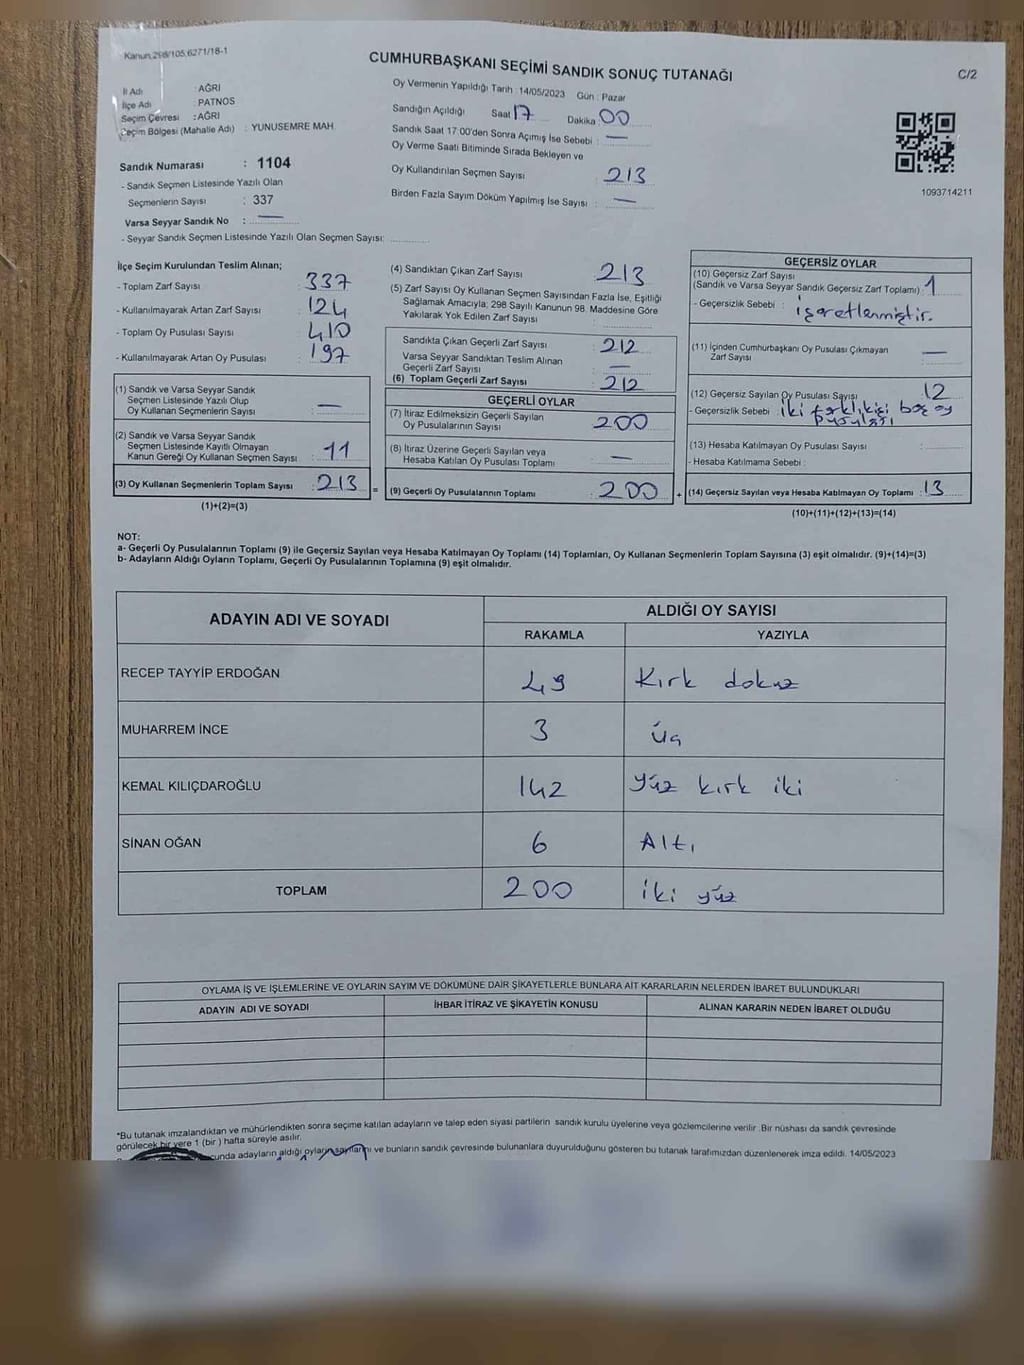 Kanun,298/105,6271/18-1
CUMHURBAŞKANI SEÇİMİ SANDIK SONUÇ TUTANAĞI
C/2
İl Adı : AĞRI
İlçe Adı : PATNOS
Seçim Çevresi : AĞRI
Seçim Bölgesi (Mahalle Adı) : YUNUSEMRE MAH
Sandık Numarası : 1104
- Sandık Seçmen Listesinde Yazılı Olan
Seçmenlerin Sayısı : 337
Varsa Seyyar Sandık No : —
- Seyyar Sandık Seçmen Listesinde Yazılı Olan Seçmen Sayısı:
Oy Vermenin Yapıldığı Tarih : 14/05/2023 Gün : Pazar
Sandığın Açıldığı Saat 17 Dakika 00
Sandık Saat 17:00'den Sonra Açımış İse Sebebi : —
Oy Verme Saati Bitiminde Sırada Bekleyen ve
Oy Kullandırılan Seçmen Sayısı 213
Birden Fazla Sayım Döküm Yapılmış İse Sayısı : —
1093714211
İlçe Seçim Kurulundan Teslim Alınan;
- Toplam Zarf Sayısı : 337
- Kullanılmayarak Artan Zarf Sayısı : 124
- Toplam Oy Pusulası Sayısı : 410
- Kullanılmayarak Artan Oy Pusulası : 197
(1) Sandık ve Varsa Seyyar Sandık
Seçmen Listesinde Yazılı Olup
Oy Kullanan Seçmenlerin Sayısı : —
(2) Sandık ve Varsa Seyyar Sandık
Seçmen Listesinde Kayıtlı Olmayan
Kanun Gereği Oy Kullanan Seçmen Sayısı : 11
(3) Oy Kullanan Seçmenlerin Toplam Sayısı : 213 =
(1)+(2)=(3)
(4) Sandıktan Çıkan Zarf Sayısı : 213
(5) Zarf Sayısı Oy Kullanan Seçmen Sayısından Fazla İse, Eşitliği
Sağlamak Amacıyla; 298 Sayılı Kanunun 98. Maddesine Göre
Yakılarak Yok Edilen Zarf Sayısı :
Sandıkta Çıkan Geçerli Zarf Sayısı : 212
Varsa Seyyar Sandıktan Teslim Alınan
Geçerli Zarf Sayısı : —
(6) Toplam Geçerli Zarf Sayısı : 212
GEÇERLİ OYLAR
(7) İtiraz Edilmeksizin Geçerli Sayılan
Oy Pusulalarının Sayısı : 200
(8) İtiraz Üzerine Geçerli Sayılan veya
Hesaba Katılan Oy Pusulası Toplamı : —
(9) Geçerli Oy Pusulalarının Toplamı : 200 +
GEÇERSİZ OYLAR
(10) Geçersiz Zarf Sayısı
(Sandık ve Varsa Seyyar Sandık Geçersiz Zarf Toplamı) : 1
- Geçersizlik Sebebi : İşaretlenmiştir.
(11) İçinden Cumhurbaşkanı Oy Pusulası Çıkmayan
Zarf Sayısı —
(12) Geçersiz Sayılan Oy Pusulası Sayısı 12
- Geçersizlik Sebebi : iki farklı kişi boş oy
pusulası
(13) Hesaba Katılmayan Oy Pusulası Sayısı :
- Hesaba Katılmama Sebebi :
(14) Geçersiz Sayılan veya Hesaba Katılmayan Oy Toplamı : 13
(10)+(11)+(12)+(13)=(14)
NOT:
a- Geçerli Oy Pusulalarının Toplamı (9) ile Geçersiz Sayılan veya Hesaba Katılmayan Oy Toplamı (14) Toplamları, Oy Kullanan Seçmenlerin Toplam Sayısına (3) eşit olmalıdır. (9)+(14)=(3)
b- Adayların Aldığı Oyların Toplamı, Geçerli Oy Pusulalarının Toplamına (9) eşit olmalıdır.
ADAYIN ADI VE SOYADI
ALDIĞI OY SAYISI
RAKAMLA YAZIYLA
RECEP TAYYİP ERDOĞAN 49 Kırk dokuz
MUHARREM İNCE 3 üç
KEMAL KILIÇDAROĞLU 142 yüz kırk iki
SİNAN OĞAN 6 Altı
TOPLAM 200 iki yüz
OYLAMA İŞ VE İŞLEMLERİNE VE OYLARIN SAYIM VE DÖKÜMÜNE DAİR ŞİKAYETLERLE BUNLARA AİT KARARLARIN NELERDEN İBARET BULUNDUKLARI
ADAYIN ADI VE SOYADI İHBAR İTİRAZ VE ŞİKAYETİN KONUSU ALINAN KARARIN NEDEN İBARET OLDUĞU
*Bu tutanak imzalandıktan ve mühürlendikten sonra seçime katılan adayların ve talep eden siyasi partilerin sandık kurulu üyelerine veya gözlemcilerine verilir .Bir nüshası da sandık çevresinde
görülecek bir yere 1 (bir ) hafta süreyle asılır.
cunda adayların aldığı oyların sayılarını ve bunların sandık çevresinde bulunanlara duyurulduğunu gösteren bu tutanak tarafımızdan düzenlenerek imza edildi. 14/05/2023